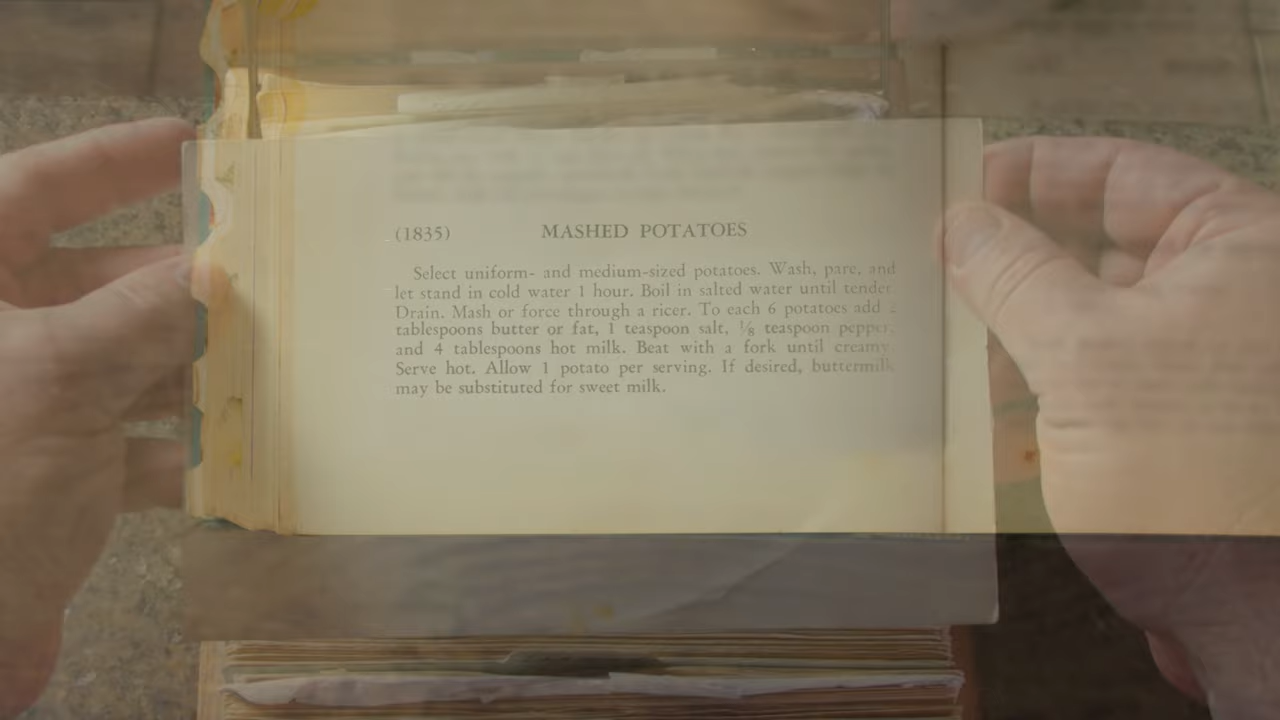 (1835) MASHED POTATOES
Select uniform- and medium-sized potatoes. Wash, pare, and
let stand in cold water 1 hour. Boil in salted water until tender.
Drain. Mash or force through a ricer. To each 6 potatoes add
tablespoons butter or fat, 1 teaspoon salt, ⅛ teaspoon pepper,
and 4 tablespoons hot milk. Beat with a fork until creamy.
Serve hot. Allow 1 potato per serving. If desired, buttermilk
may be substituted for sweet milk.